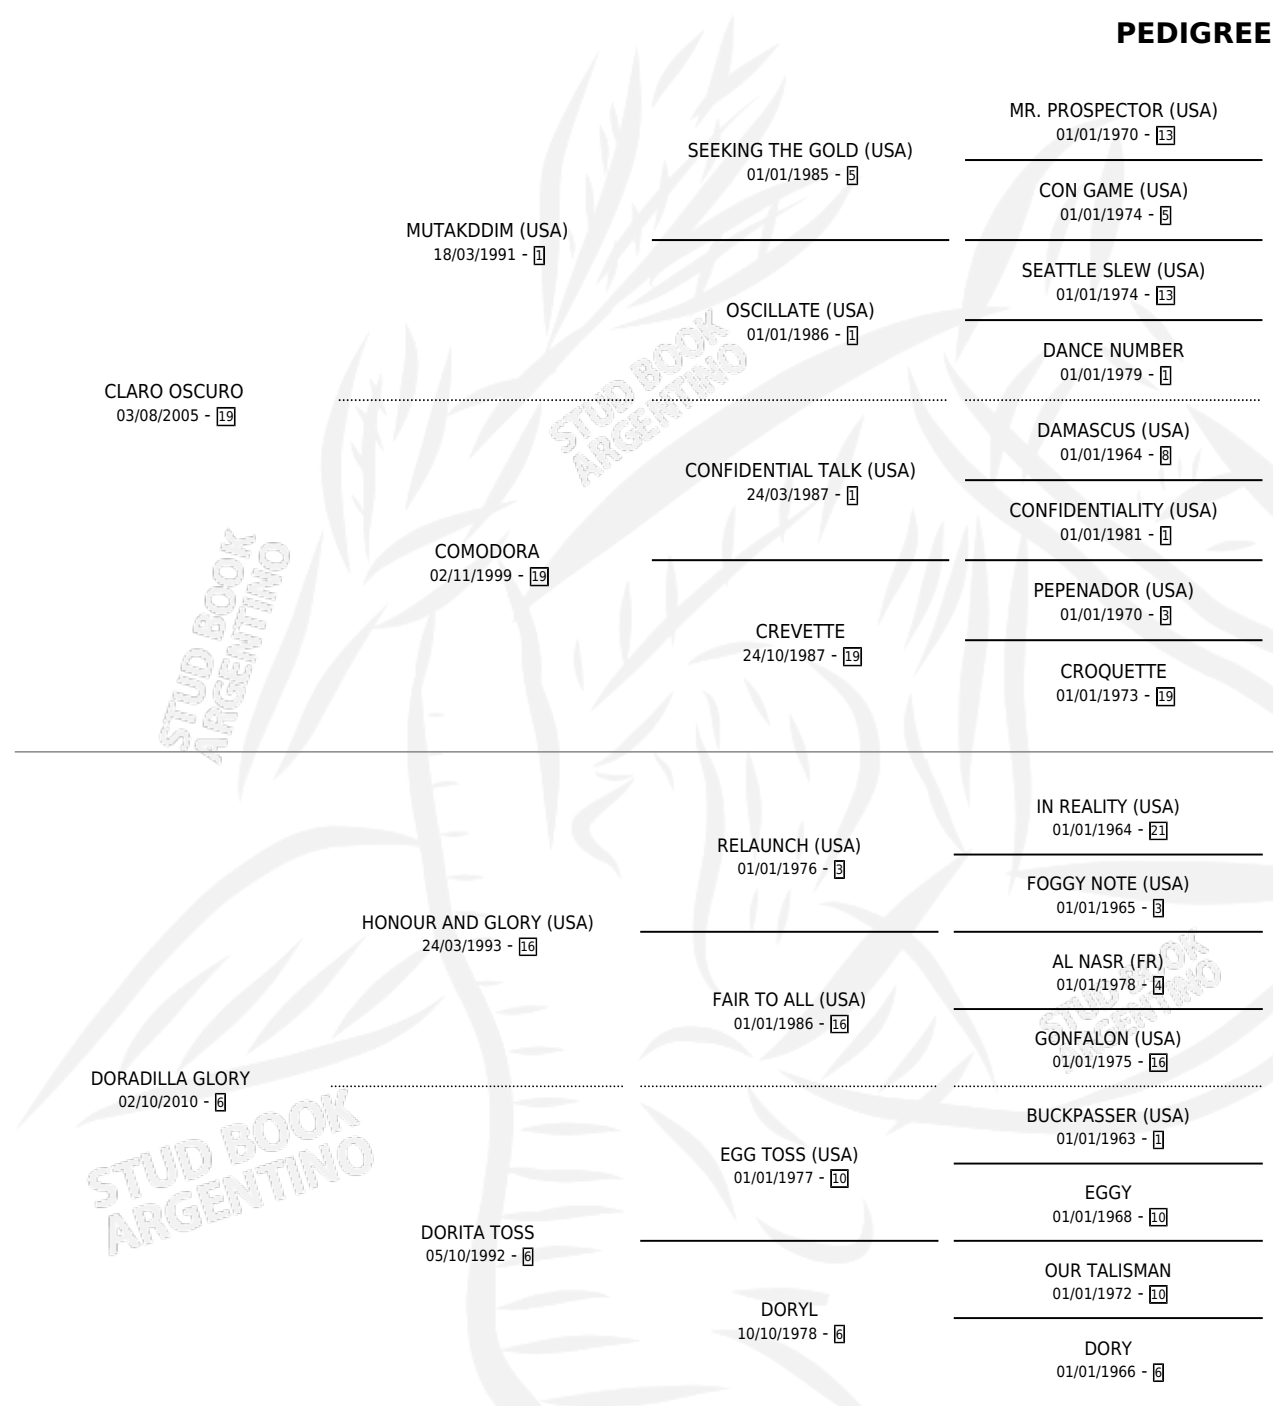 PEDIGREE
MR. PROSPECTOR (USA)
01/01/1970 - 13
SEEKING THE GOLD (USA)
01/01/1985 - 5
CON GAME (USA)
01/01/1974 - 5
MUTAKDDIM (USA)
18/03/1991 - 1
SEATTLE SLEW (USA)
01/01/1974 - 13
OSCILLATE (USA)
01/01/1986 - 1
DANCE NUMBER
01/01/1979 - 1
CLARO OSCURO
03/08/2005 - 19
STUD BOOK
ARGENTINO
DAMASCUS (USA)
01/01/1964 - 8
CONFIDENTIAL TALK (USA)
24/03/1987 - 1
CONFIDENTIALITY (USA)
01/01/1981 - 1
COMODORA
02/11/1999 - 19
PEPENADOR (USA)
01/01/1970 - 3
CREVETTE
24/10/1987 - 19
CROQUETTE
01/01/1973 - 19
STUD BOOK
ARGENTINO
IN REALITY (USA)
01/01/1964 - 21
RELAUNCH (USA)
01/01/1976 - 3
FOGGY NOTE (USA)
01/01/1965 - 3
HONOUR AND GLORY (USA)
24/03/1993 - 16
AL NASR (FR)
01/01/1978 - 4
FAIR TO ALL (USA)
01/01/1986 - 16
STUD BOOK
ARGENTINO
GONFALON (USA)
01/01/1975 - 16
DORADILLA GLORY
02/10/2010 - 6
BUCKPASSER (USA)
01/01/1963 - 1
STUD BOOK
ARGENTINO
EGG TOSS (USA)
01/01/1977 - 10
EGGY
01/01/1968 - 10
DORITA TOSS
05/10/1992 - 6
OUR TALISMAN
01/01/1972 - 10
DORYL
10/10/1978 - 6
DORY
01/01/1966 - 6